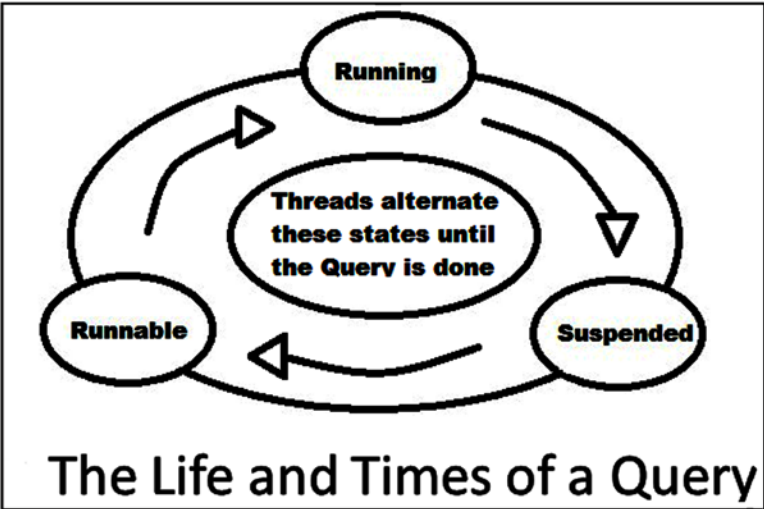 Running
Threads alternate
these states until
the Query is done
Runnable
Suspended
The Life and Times of a Query